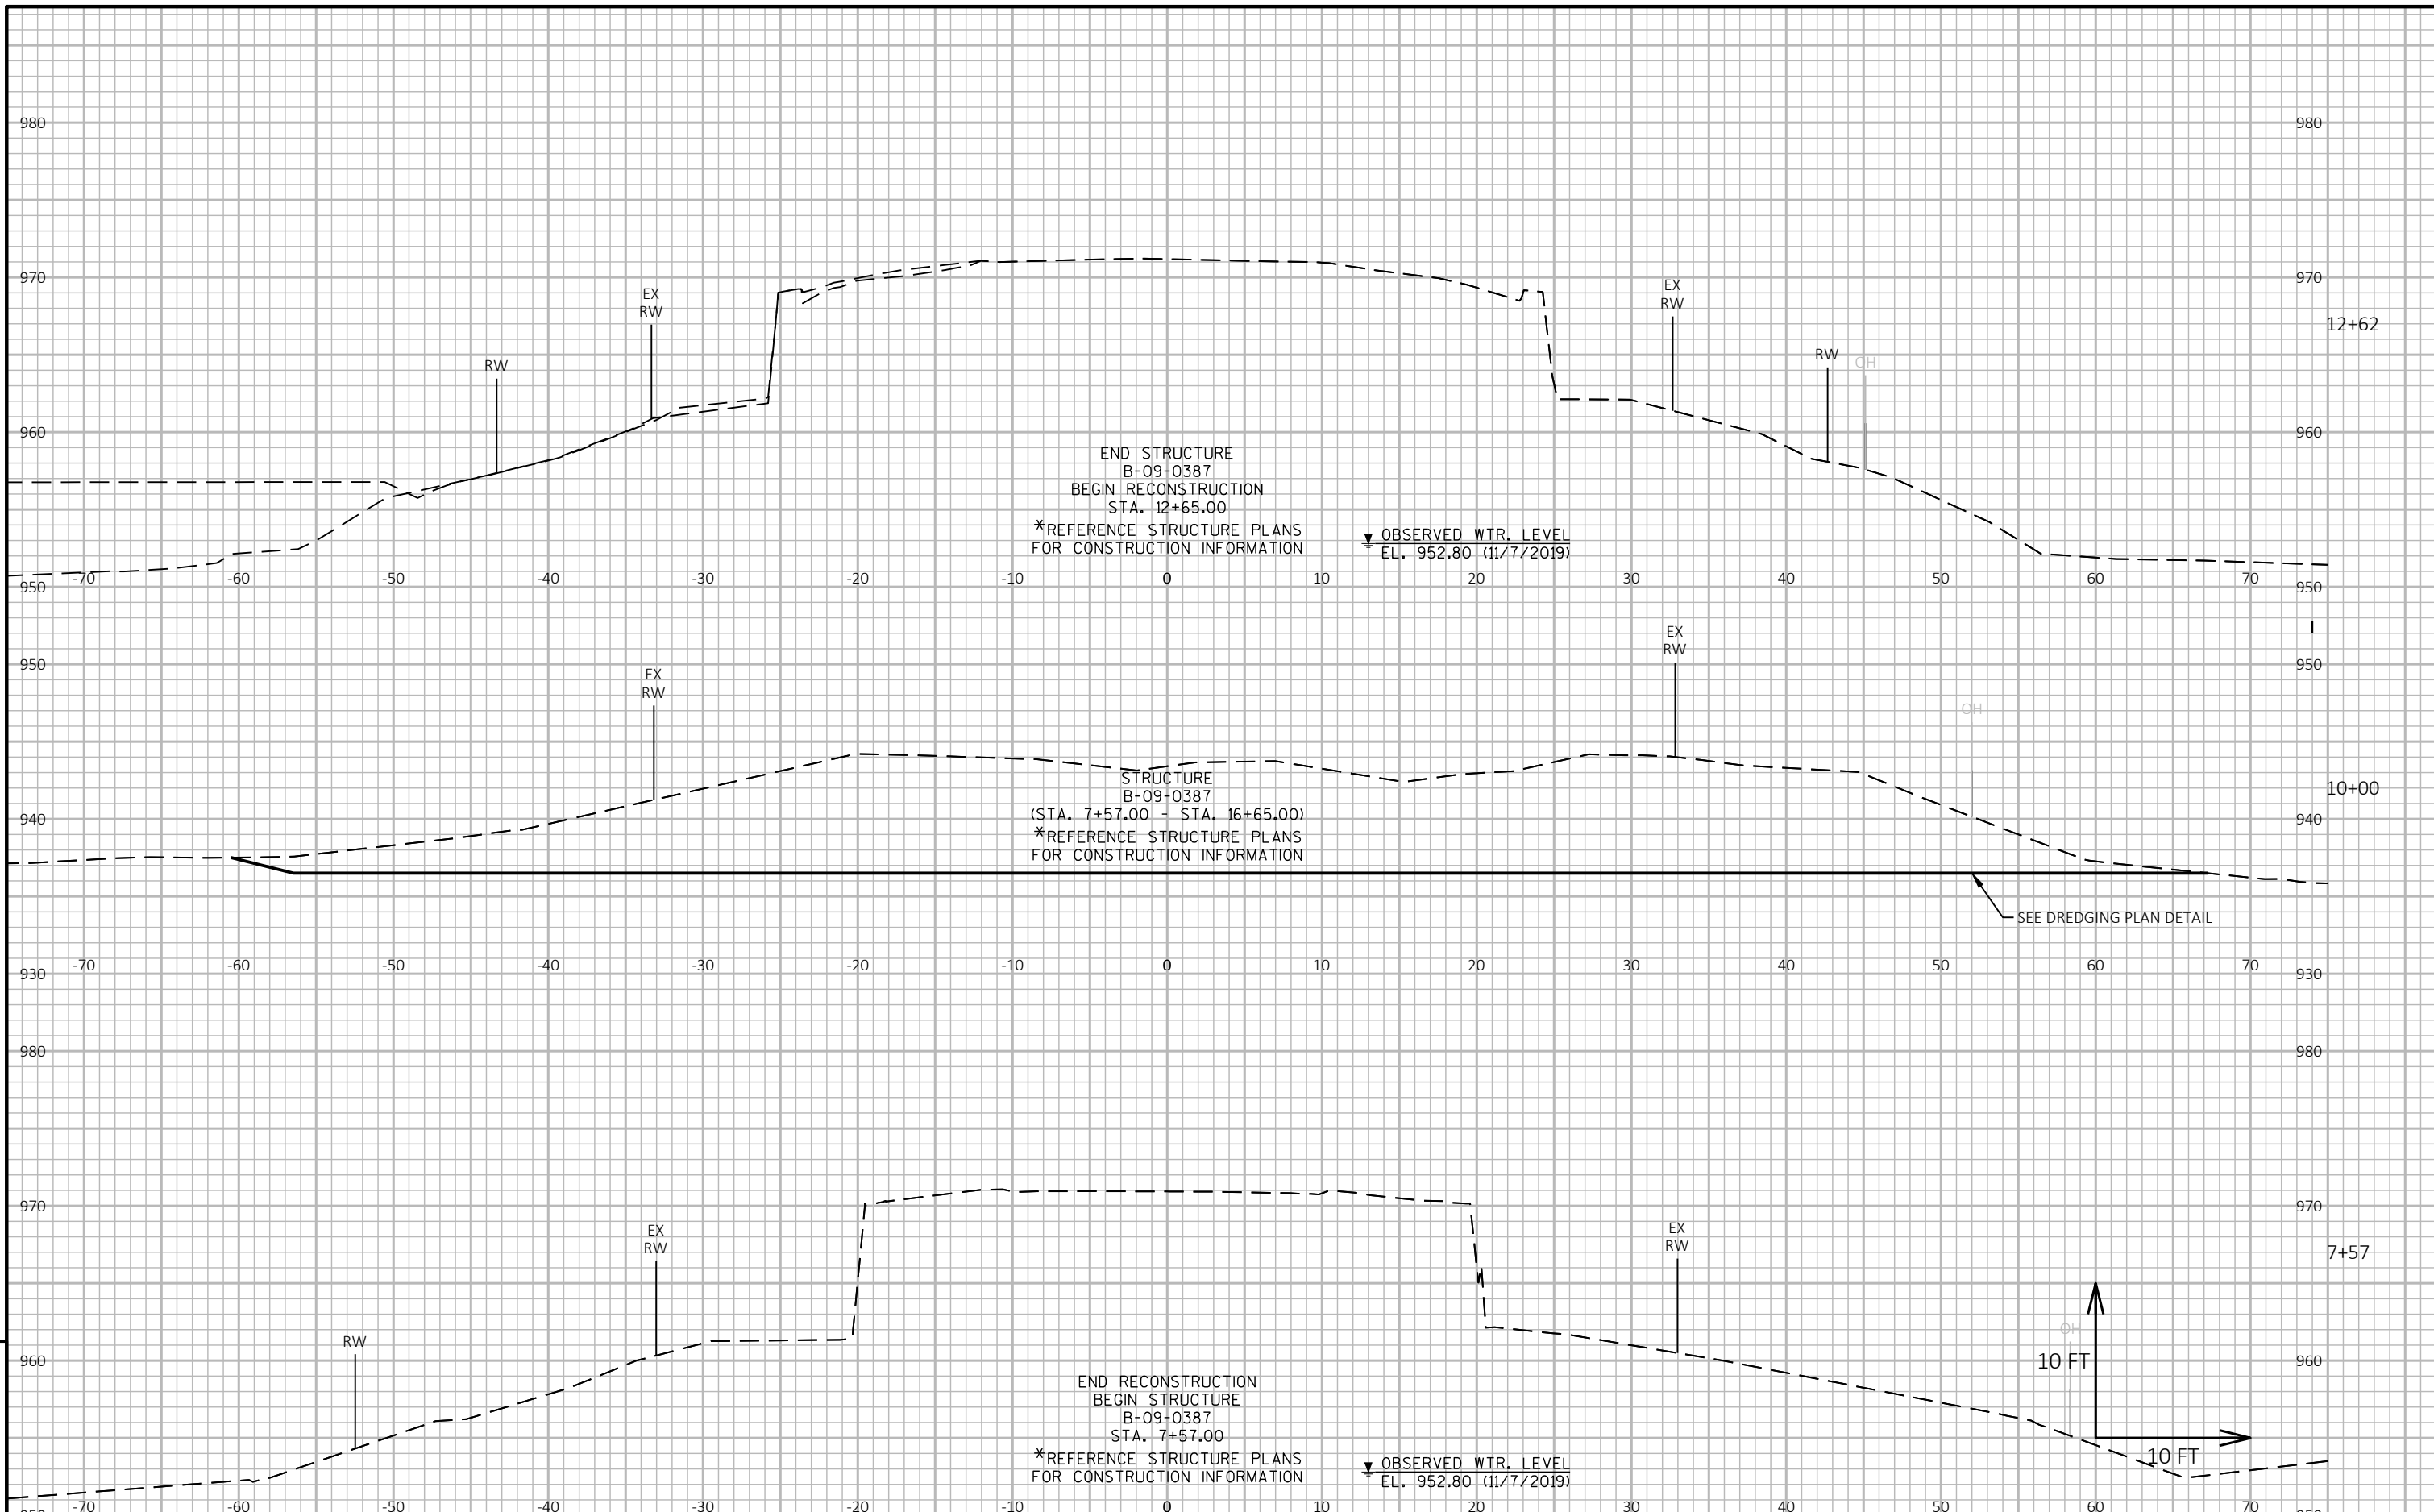 980 980
970 970
EX
RW
EX
RW
12+62
RW
RW OH
960 960
END STRUCTURE
B-09-0387
BEGIN RECONSTRUCTION
STA. 12+65.00
*REFERENCE STRUCTURE PLANS
FOR CONSTRUCTION INFORMATION
OBSERVED WTR. LEVEL
EL. 952.80 (11/7/2019)
-70 -60 -50 -40 -30 -20 -10 0 10 20 30 40 50 60 70
950 950
EX
RW
950 950
EX
RW
OH
STRUCTURE
B-09-0387
(STA. 7+57.00 - STA. 16+65.00)
*REFERENCE STRUCTURE PLANS
FOR CONSTRUCTION INFORMATION
10+00
940 940
SEE DREDGING PLAN DETAIL
-70 -60 -50 -40 -30 -20 -10 0 10 20 30 40 50 60 70
930 930
980 980
970 970
EX
RW
EX
RW
7+57
RW
OH
960 10 FT 960
END RECONSTRUCTION
BEGIN STRUCTURE
B-09-0387
STA. 7+57.00
*REFERENCE STRUCTURE PLANS
FOR CONSTRUCTION INFORMATION
OBSERVED WTR. LEVEL
EL. 952.80 (11/7/2019)
10 FT
-70 -60 -50 -40 -30 -20 -10 0 10 20 30 40 50 60 70